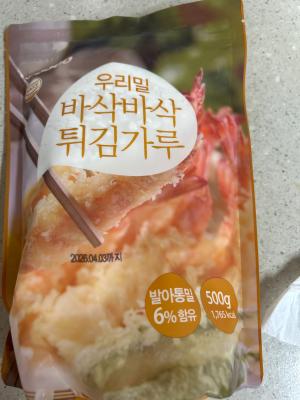 우리밀
바삭바삭
튀김가루
2026.04.03까지
발아통밀
6% 함유
500g
1,765 kcal